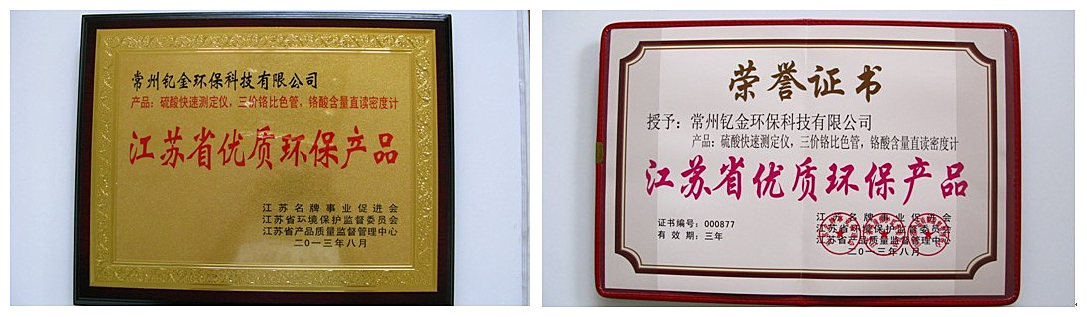 常州钇金环保科技有限公司
产品：硫酸快速测定仪，三价铬比色管，铬酸含量直读密度计
江苏省优质环保产品
江苏名牌事业促进会
江苏省环境保护监督委员会
江苏省产品质量监督管理中心
二0一三年八月
荣誉证书
授予：常州钇金环保科技有限公司
产品：硫酸快速测定仪，三价铬比色管，铬酸含量直读密度计
江苏省优质环保产品
证书编号：000877
有效期：三年
江苏名牌事业促进会
江苏省环境保护监督委员会
江苏省产品质量监督管理中心
二0一三年八月